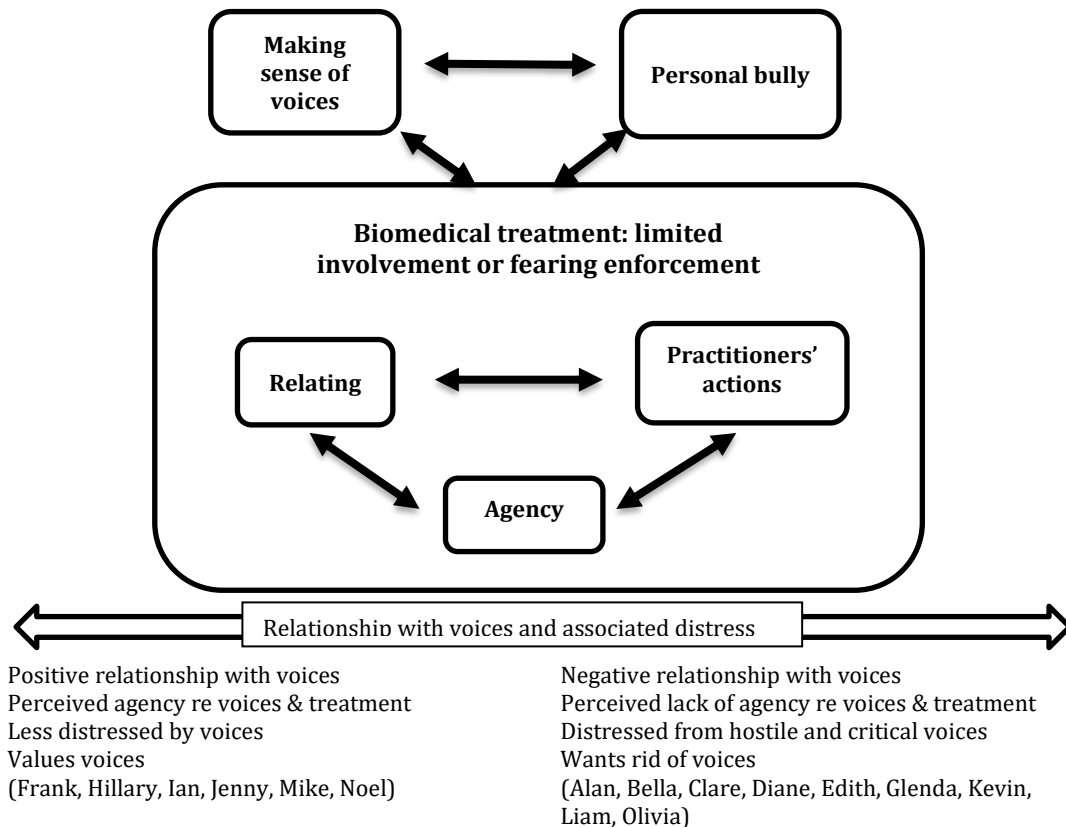 Making
sense of
voices
Personal bully
Biomedical treatment: limited
involvement or fearing enforcement
Relating
Practitioners’
actions
Agency
Relationship with voices and associated distress
Positive relationship with voices
Perceived agency re voices & treatment
Less distressed by voices
Values voices
(Frank, Hillary, Ian, Jenny, Mike, Noel)
Negative relationship with voices
Perceived lack of agency re voices & treatment
Distressed from hostile and critical voices
Wants rid of voices
(Alan, Bella, Clare, Diane, Edith, Glenda, Kevin,
Liam, Olivia)